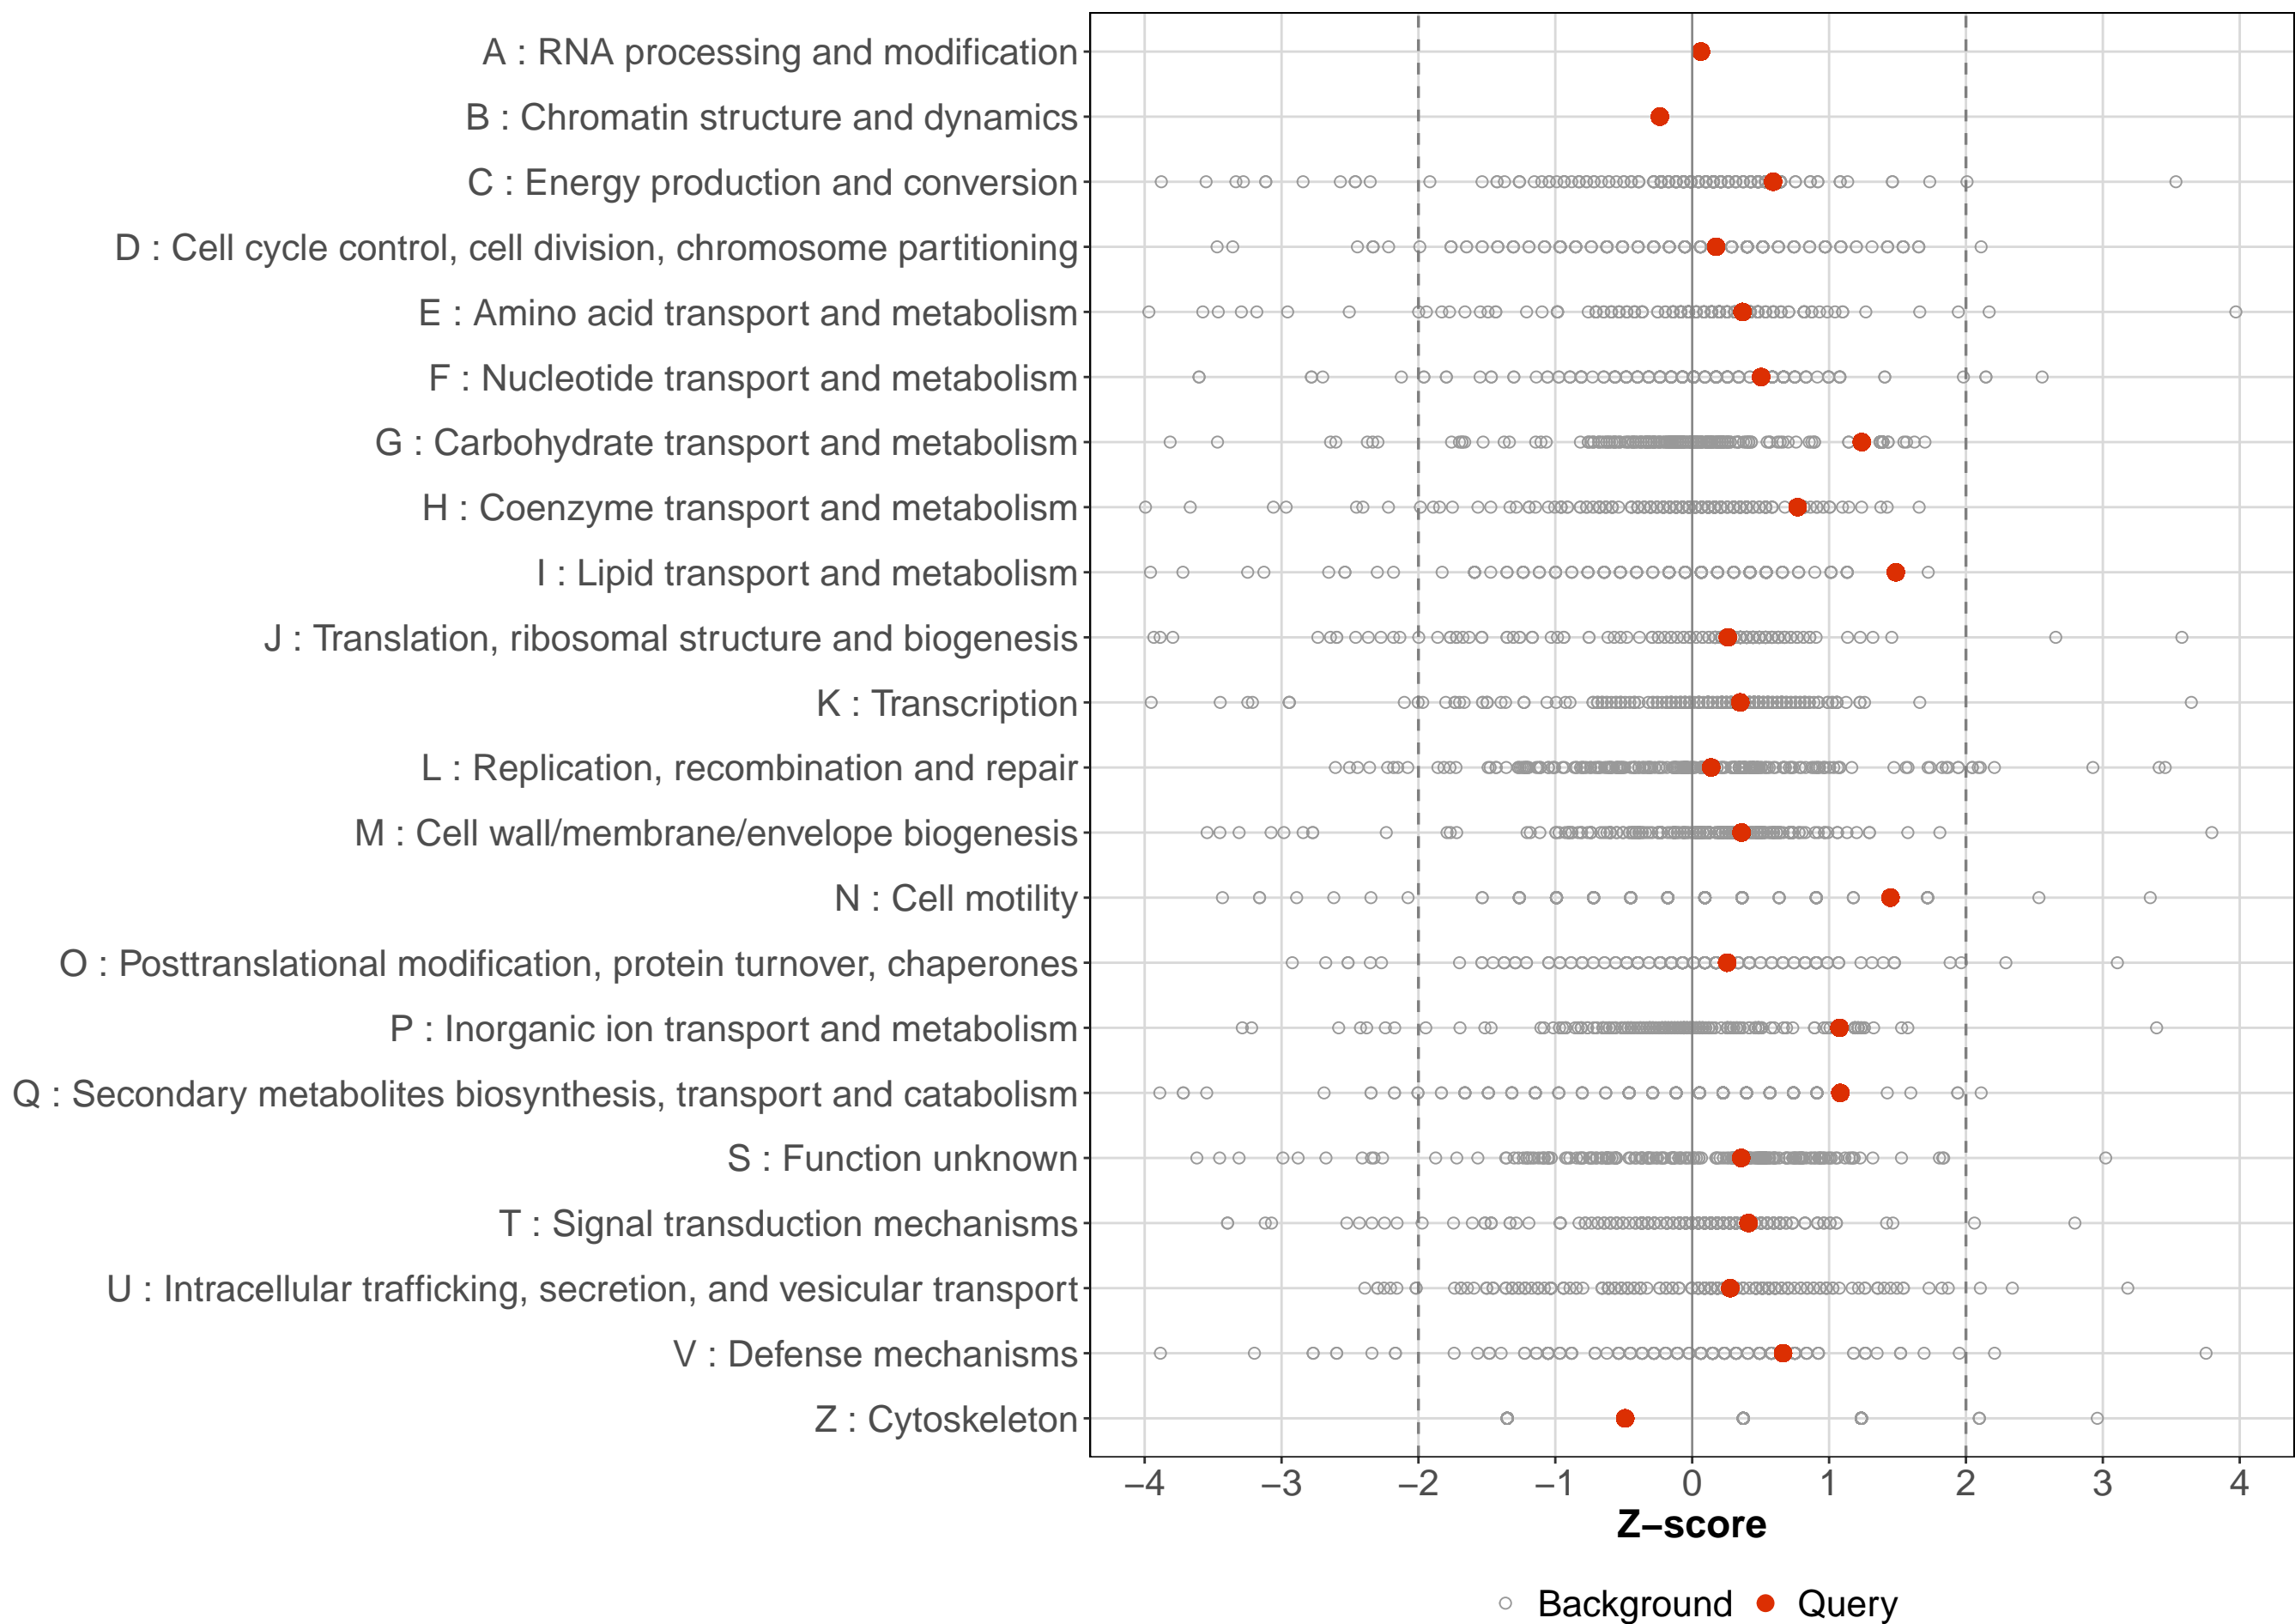 A : RNA processing and modification
B : Chromatin structure and dynamics
C : Energy production and conversion
D : Cell cycle control, cell division, chromosome partitioning
E : Amino acid transport and metabolism
F : Nucleotide transport and metabolism
G : Carbohydrate transport and metabolism
H : Coenzyme transport and metabolism
I : Lipid transport and metabolism
J : Translation, ribosomal structure and biogenesis
K : Transcription
L : Replication, recombination and repair
M : Cell wall/membrane/envelope biogenesis
N : Cell motility
O : Posttranslational modification, protein turnover, chaperones
P : Inorganic ion transport and metabolism
Q : Secondary metabolites biosynthesis, transport and catabolism
S : Function unknown
T : Signal transduction mechanisms
U : Intracellular trafficking, secretion, and vesicular transport
V : Defense mechanisms
Z : Cytoskeleton
−4 −3 −2 −1 0 1 2 3 4
Z−score
Background Query